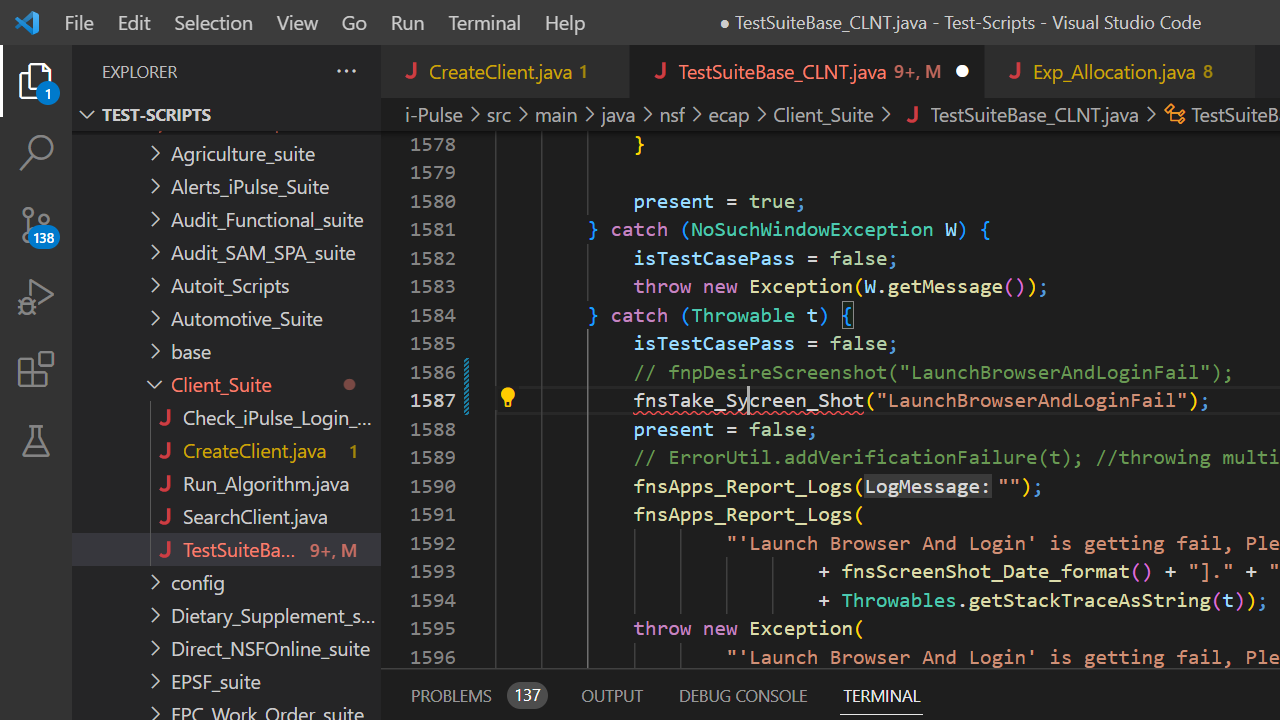 File Edit Selection View Go Run Terminal Help ● TestSuiteBase_CLNT.java - Test-Scripts - Visual Studio Code
EXPLORER ···
CreateClient.java 1
TestSuiteBase_CLNT.java 9+, M
Exp_Allocation.java 8
1
138
TEST-SCRIPTS
Agriculture_suite
Alerts_iPulse_Suite
Audit_Functional_suite
Audit_SAM_SPA_suite
Autoit_Scripts
Automotive_Suite
base
Client_Suite
Check_iPulse_Login_...
CreateClient.java 1
Run_Algorithm.java
SearchClient.java
TestSuiteBa... 9+, M
config
Dietary_Supplement_s...
Direct_NSFOnline_suite
EPSF_suite
EPC_Work_Order_suite
i-Pulse > src > main > java > nsf > ecap > Client_Suite > TestSuiteBase_CLNT.java > TestSuiteBa
1578 }
1579
1580 present = true;
1581 } catch (NoSuchWindowException W) {
1582 isTestCasePass = false;
1583 throw new Exception(W.getMessage());
1584 } catch (Throwable t) {
1585 isTestCasePass = false;
1586 // fnpDesireScreenshot("LaunchBrowserAndLoginFail");
1587 fnsTake_Sycreen_Shot("LaunchBrowserAndLoginFail");
1588 present = false;
1589 // ErrorUtil.addVerificationFailure(t); //throwing multi
1590 fnsApps_Report_Logs(LogMessage: "");
1591 fnsApps_Report_Logs(
1592 "'Launch Browser And Login' is getting fail, Ple
1593 + fnsScreenShot_Date_format() + "]." + "
1594 + Throwables.getStackTraceAsString(t));
1595 throw new Exception(
1596 "'Launch Browser And Login' is getting fail, Ple
PROBLEMS 137 OUTPUT DEBUG CONSOLE TERMINAL